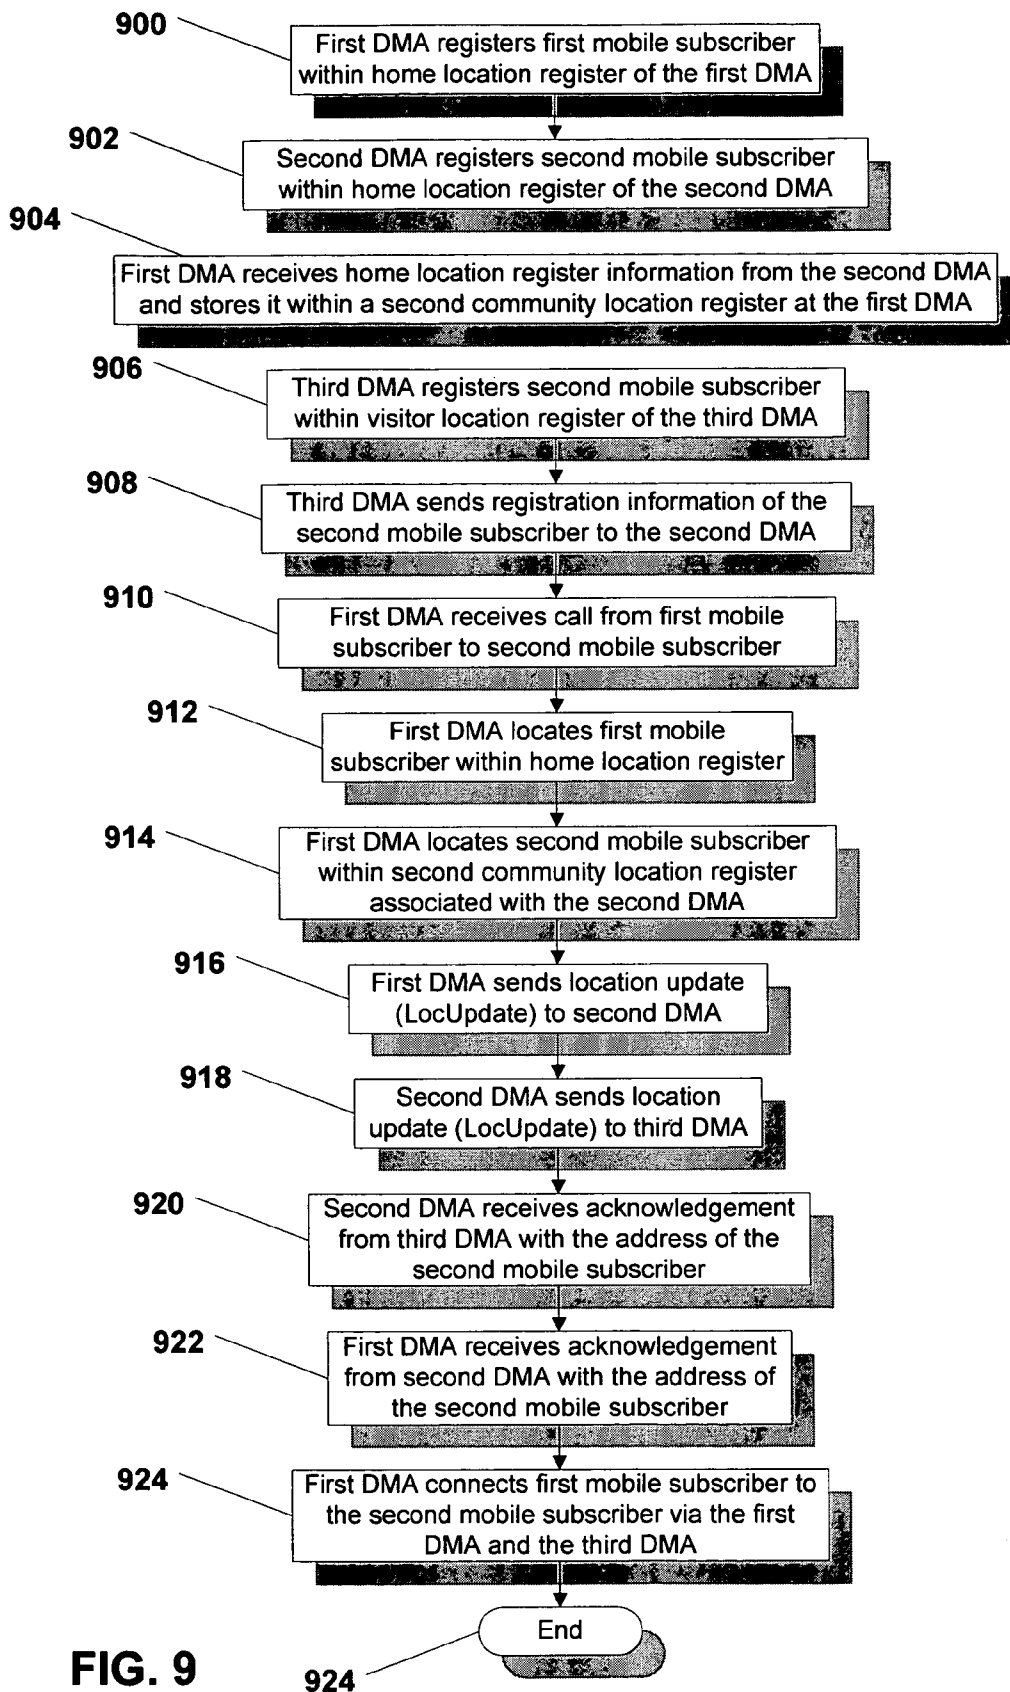 900
First DMA registers first mobile subscriber
within home location register of the first DMA
902
Second DMA registers second mobile subscriber
within home location register of the second DMA
904
First DMA receives home location register information from the second DMA
and stores it within a second community location register at the first DMA
906
Third DMA registers second mobile subscriber
within visitor location register of the third DMA
908
Third DMA sends registration information of the
second mobile subscriber to the second DMA
910
First DMA receives call from first mobile
subscriber to second mobile subscriber
912
First DMA locates first mobile
subscriber within home location register
914
First DMA locates second mobile subscriber
within second community location register
associated with the second DMA
916
First DMA sends location update
(LocUpdate) to second DMA
918
Second DMA sends location
update (LocUpdate) to third DMA
920
Second DMA receives acknowledgement
from third DMA with the address of the
second mobile subscriber
922
First DMA receives acknowledgement
from second DMA with the address of
the second mobile subscriber
924
First DMA connects first mobile subscriber to
the second mobile subscriber via the first
DMA and the third DMA
End
924
FIG. 9